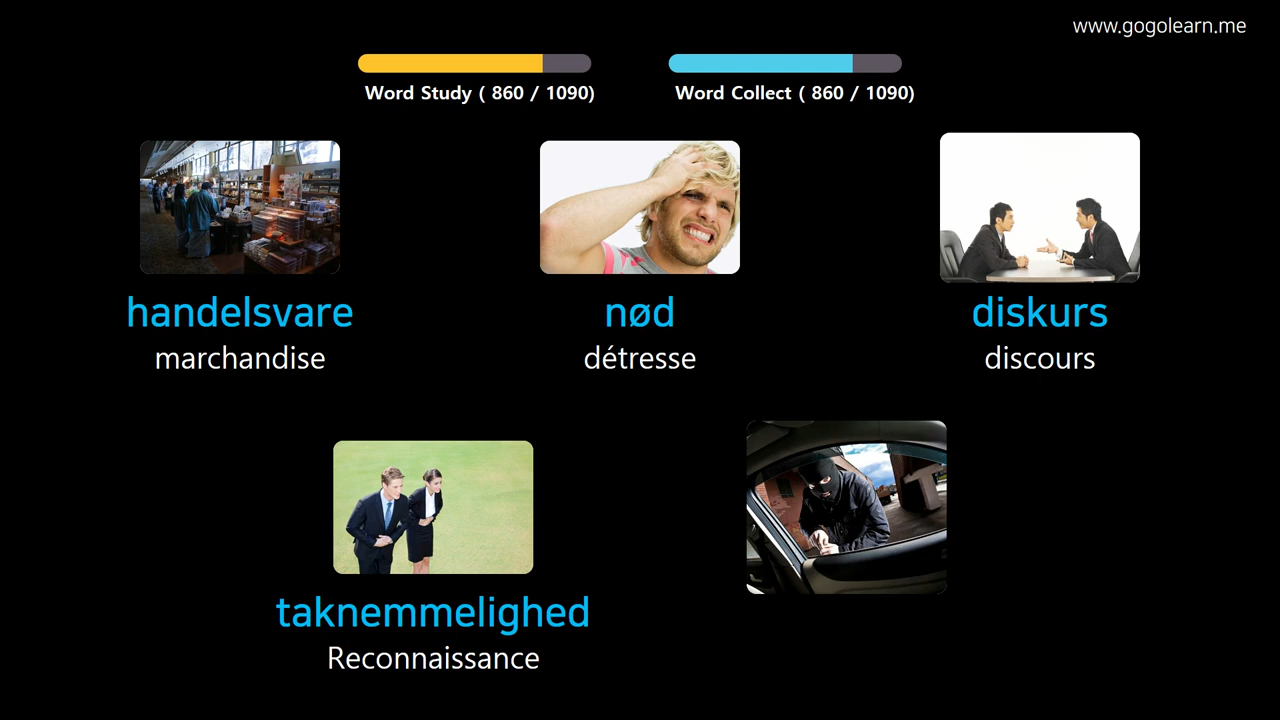 www.gogolearn.me
Word Study ( 860 / 1090)
Word Collect ( 860 / 1090)
handelsvare
marchandise
nød
détresse
diskurs
discours
taknemmelighed
Reconnaissance